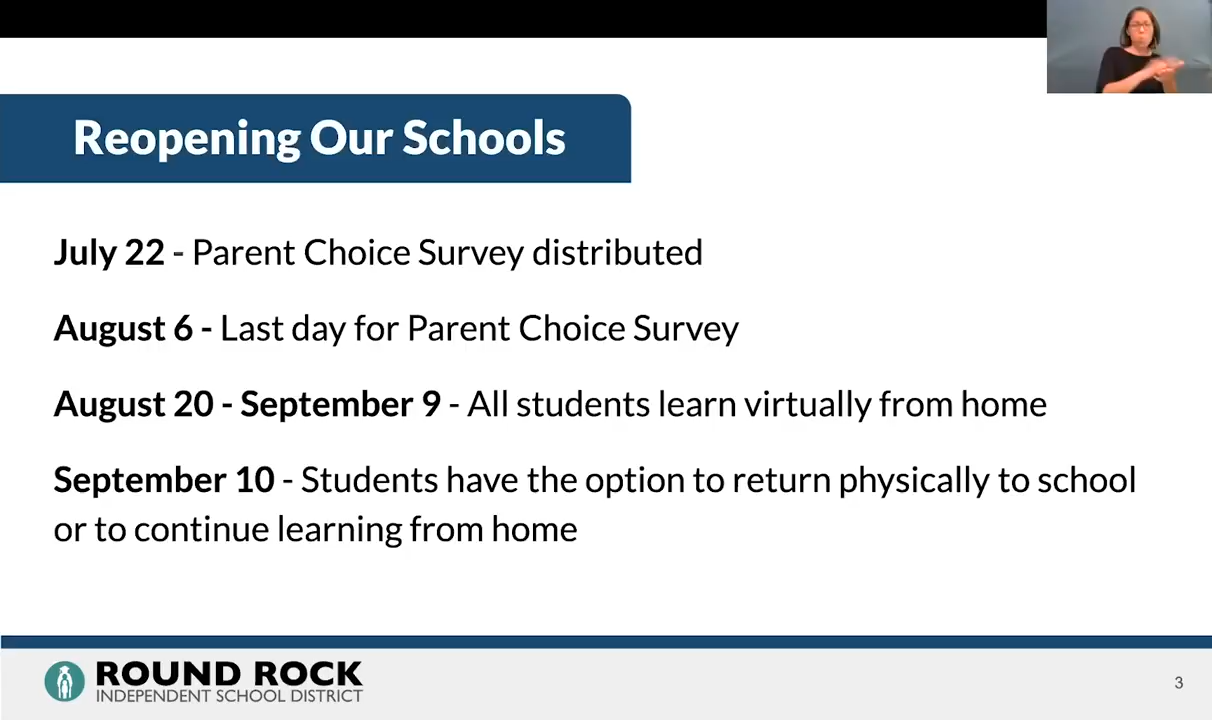 Reopening Our Schools
July 22 - Parent Choice Survey distributed
August 6 - Last day for Parent Choice Survey
August 20 - September 9 - All students learn virtually from home
September 10 - Students have the option to return physically to school
or to continue learning from home
ROUND ROCK
INDEPENDENT SCHOOL DISTRICT
3